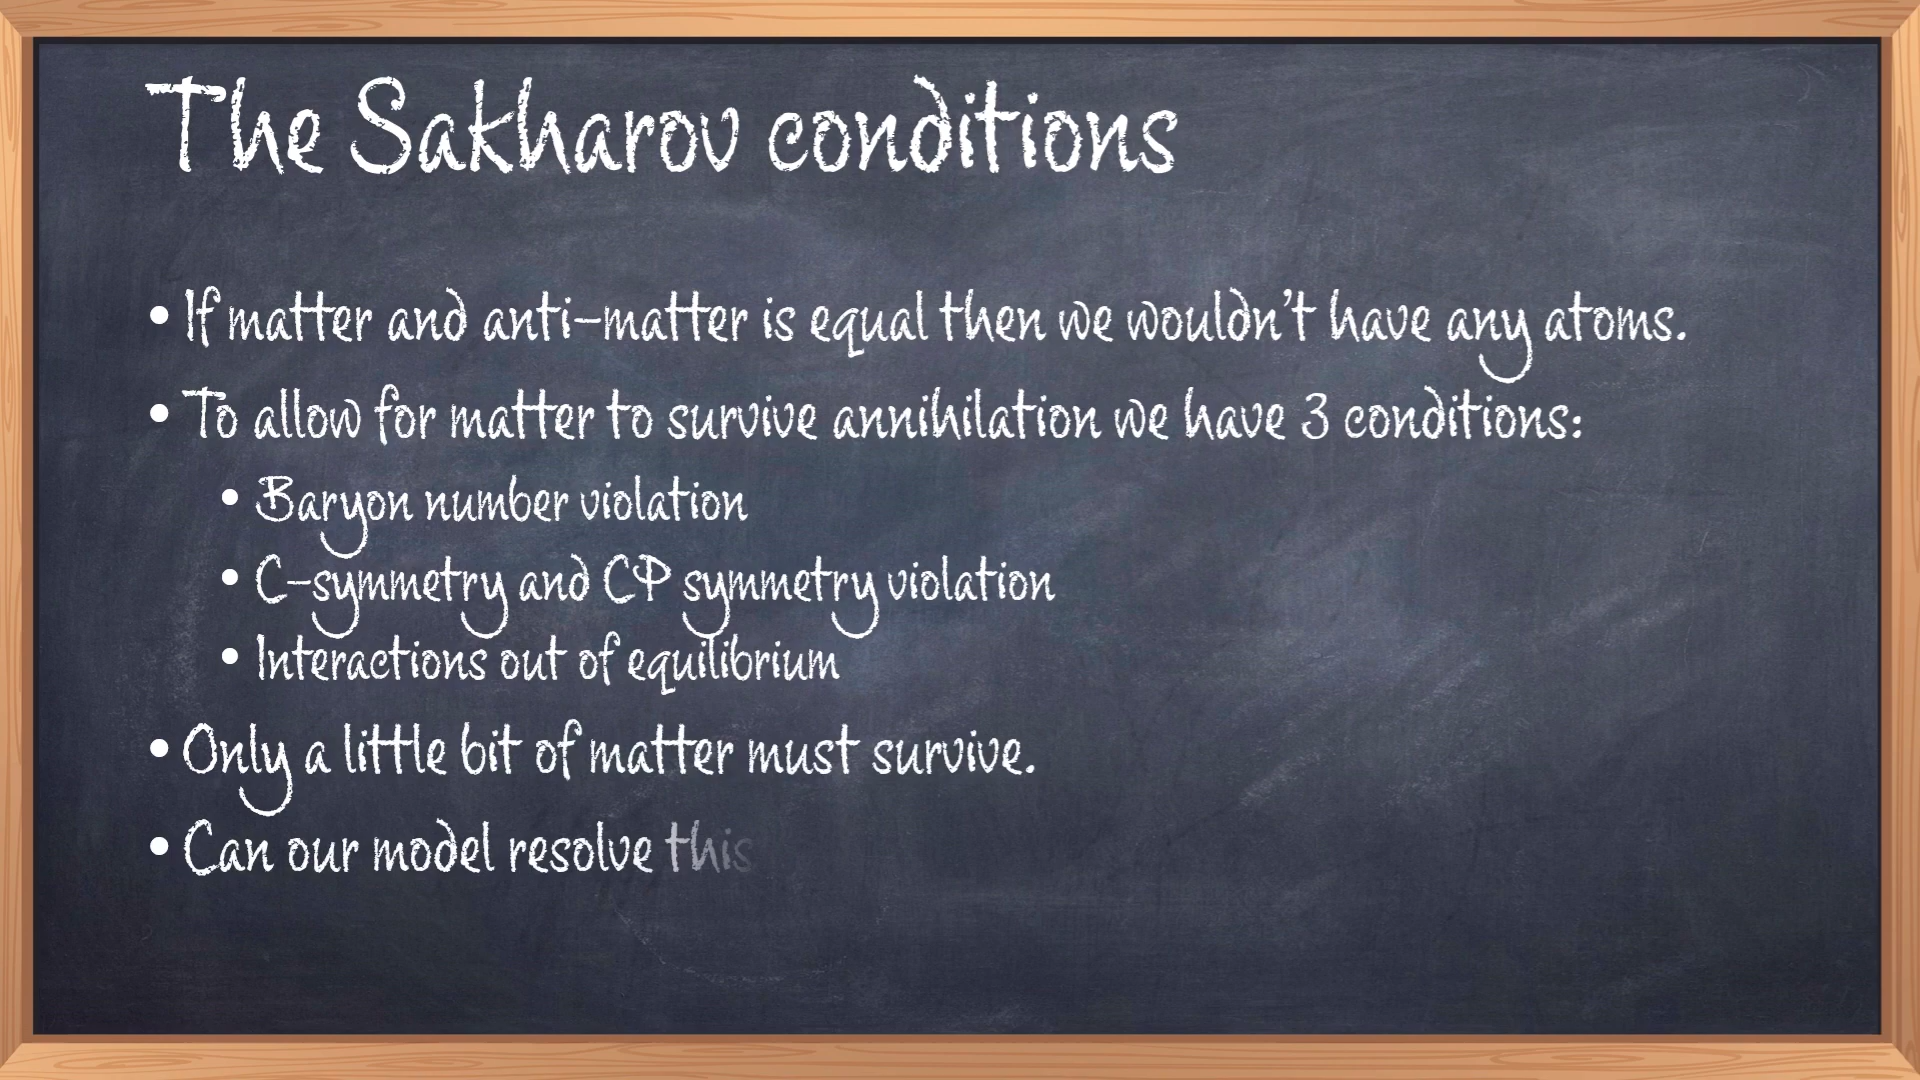 The Sakharov conditions
• If matter and anti-matter is equal then we wouldn't have any atoms.
• To allow for matter to survive annihilation we have 3 conditions:
• Baryon number violation
• C-symmetry and CP symmetry violation
• Interactions out of equilibrium
• Only a little bit of matter must survive.
• Can our model resolve this